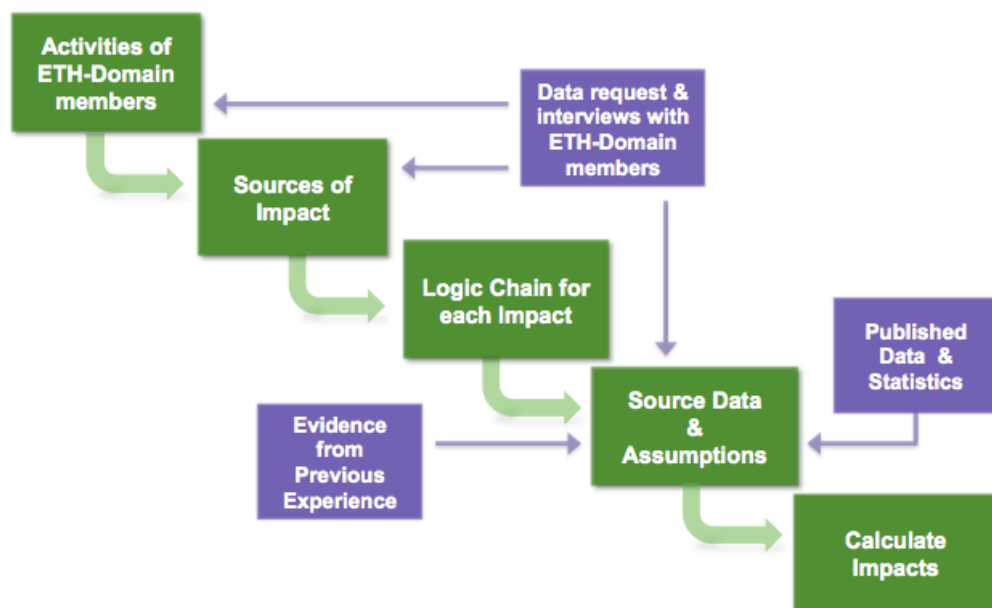 Activities of
ETH-Domain
members
Data request &
interviews with
ETH-Domain
members
Sources of
Impact
Logic Chain for
each Impact
Published
Data &
Statistics
Source Data
&
Assumptions
Evidence
from
Previous
Experience
Calculate
Impacts